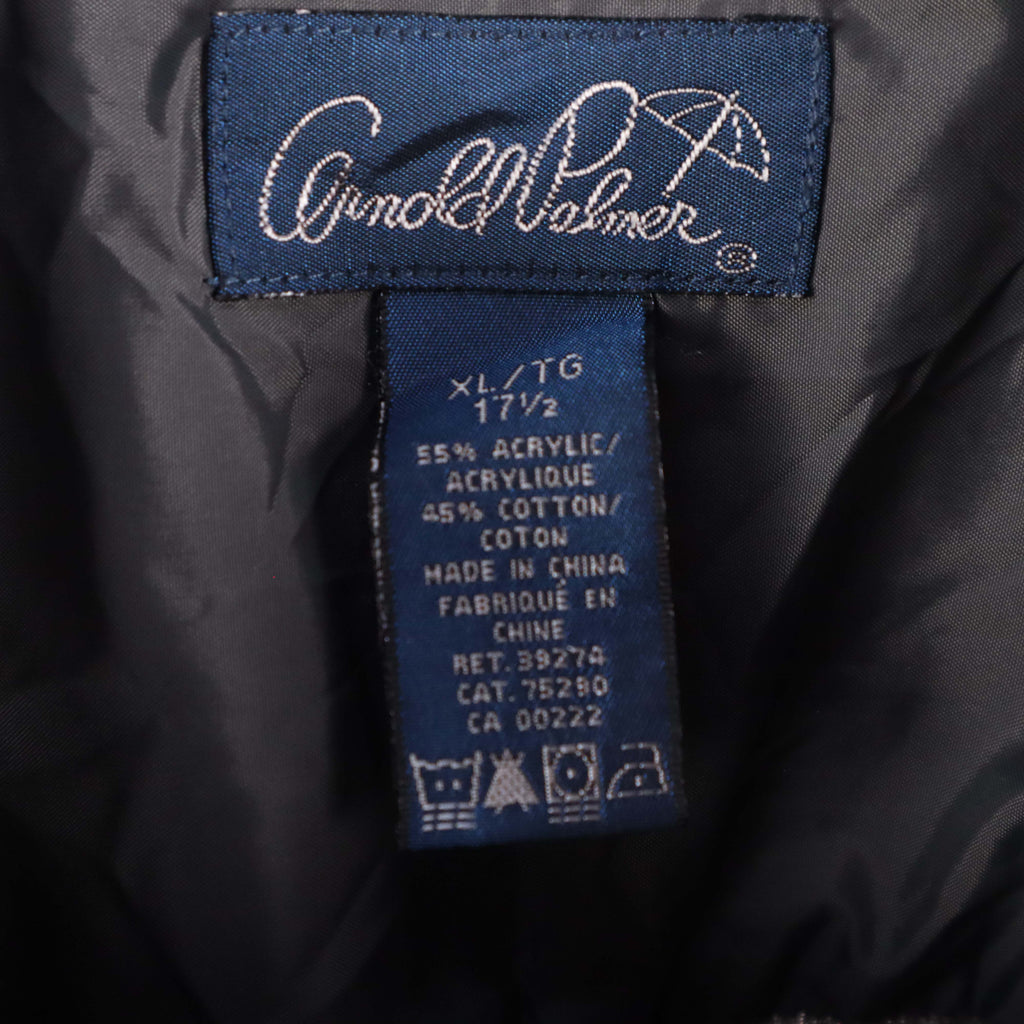 Arnold Palmer ®
XL./TG
17½
55% ACRYLIC/
ACRYLIQUE
45% COTTON/
COTON
MADE IN CHINA
FABRIQUÉ EN
CHINE
RET. 39274
CAT. 75290
CA 00222